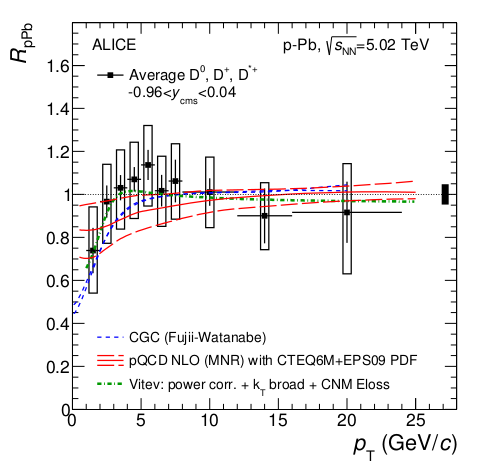 R_pPb
ALICE
p-Pb, √s_NN=5.02 TeV
Average D⁰, D⁺, D*⁺
-0.96<y_cms<0.04
1.6
1.4
1.2
1
0.8
0.6
0.4
0.2
0
CGC (Fujii-Watanabe)
pQCD NLO (MNR) with CTEQ6M+EPS09 PDF
Vitev: power corr. + k_T broad + CNM Eloss
0 5 10 15 20 25
p_T (GeV/c)